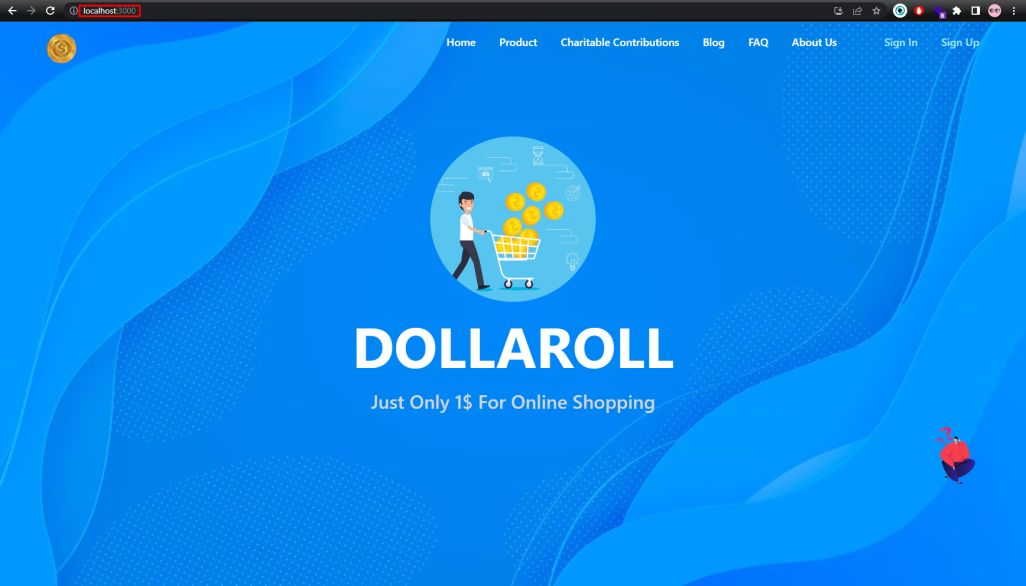 localhost:3000
Home Product Charitable Contributions Blog FAQ About Us Sign In Sign Up
DOLLAROLL
Just Only 1$ For Online Shopping